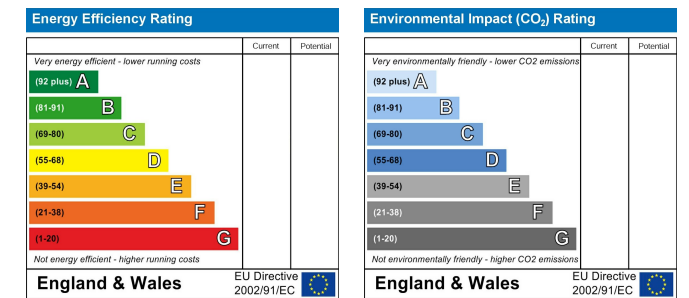 Energy Efficiency Rating
Current Potential
Very energy efficient - lower running costs
(92 plus) A
(81-91) B
(69-80) C
(55-68) D
(39-54) E
(21-38) F
(1-20) G
Not energy efficient - higher running costs
England & Wales
EU Directive
2002/91/EC
Environmental Impact (CO₂) Rating
Current Potential
Very environmentally friendly - lower CO2 emissions
(92 plus) A
(81-91) B
(69-80) C
(55-68) D
(39-54) E
(21-38) F
(1-20) G
Not environmentally friendly - higher CO2 emissions
England & Wales
EU Directive
2002/91/EC